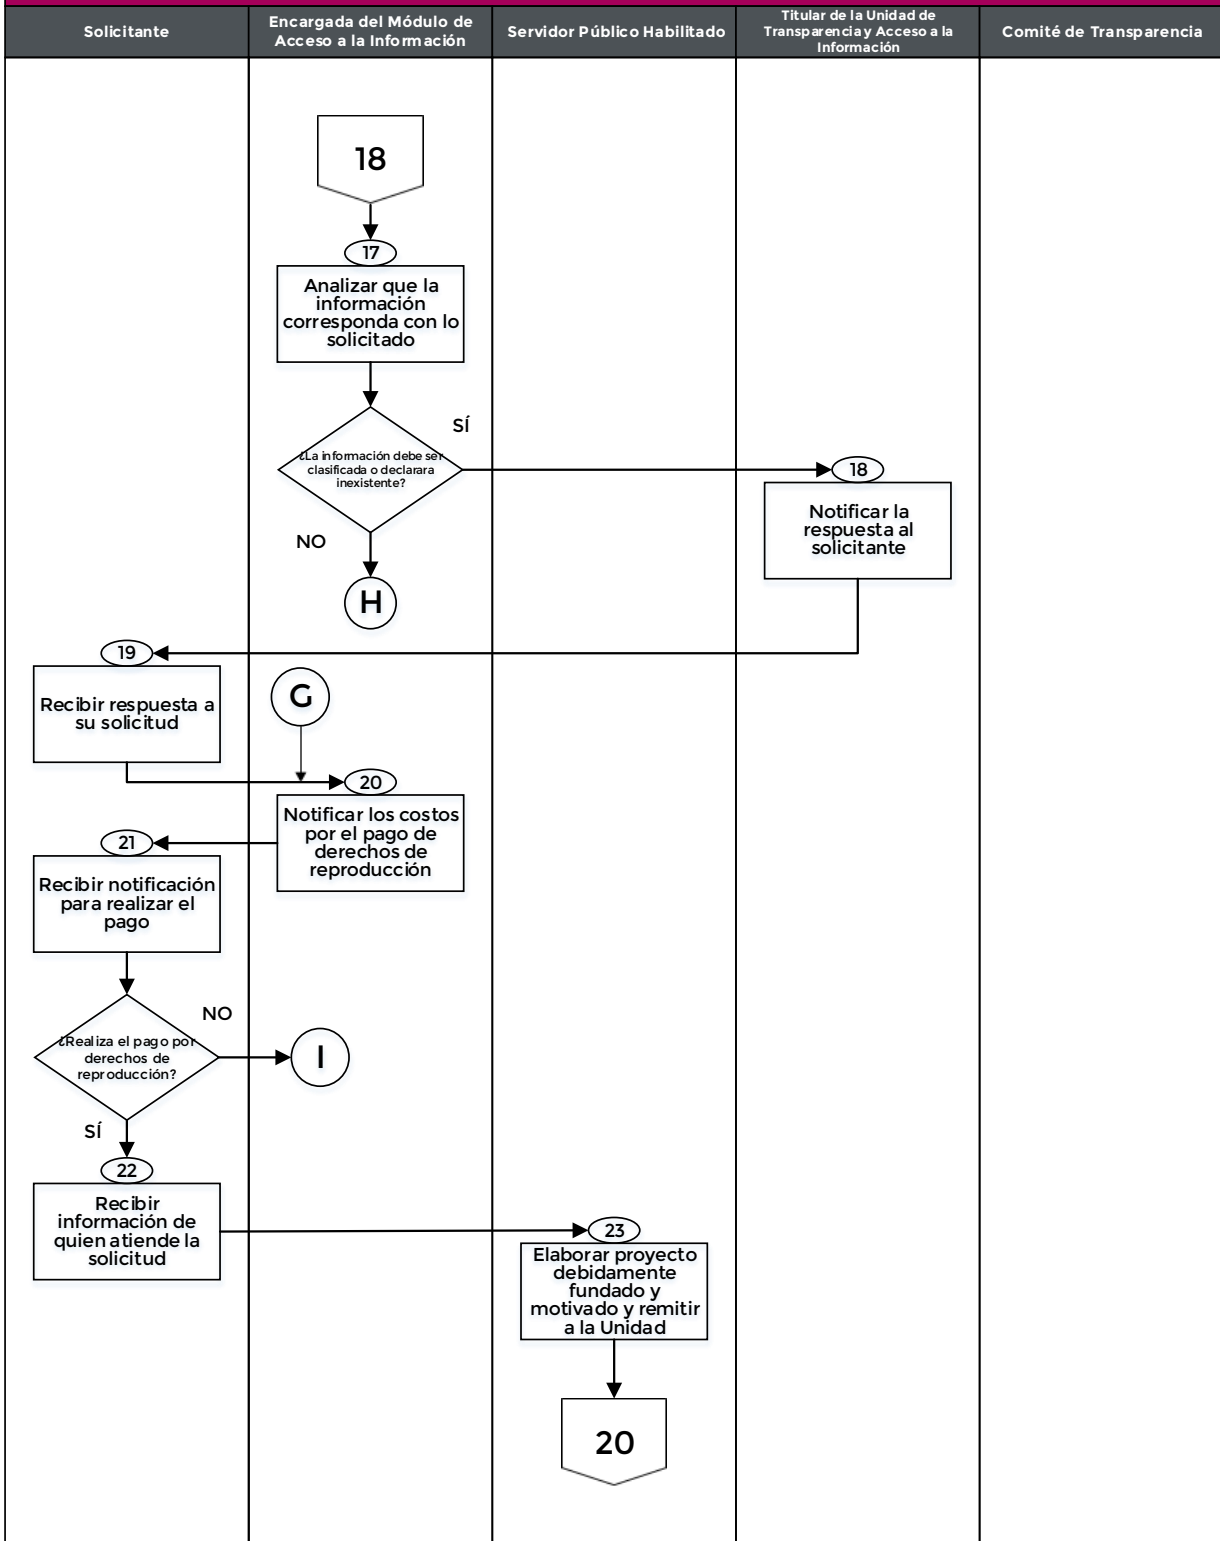 Solicitante
Encargada del Módulo de
Acceso a la Información
Servidor Público Habilitado
Titular de la Unidad de
Transparencia y Acceso a la
Información
Comité de Transparencia
18
17
Analizar que la
información
corresponda con lo
solicitado
SÍ
¿La información debe ser
clasificada o declarara
inexistente?
18
Notificar la
respuesta al
solicitante
NO
H
19
Recibir respuesta a
su solicitud
G
20
Notificar los costos
por el pago de
derechos de
reproducción
21
Recibir notificación
para realizar el
pago
NO
¿Realiza el pago por
derechos de
reproducción?
I
SÍ
22
Recibir
información de
quien atiende la
solicitud
23
Elaborar proyecto
debidamente
fundado y
motivado y remitir
a la Unidad
20